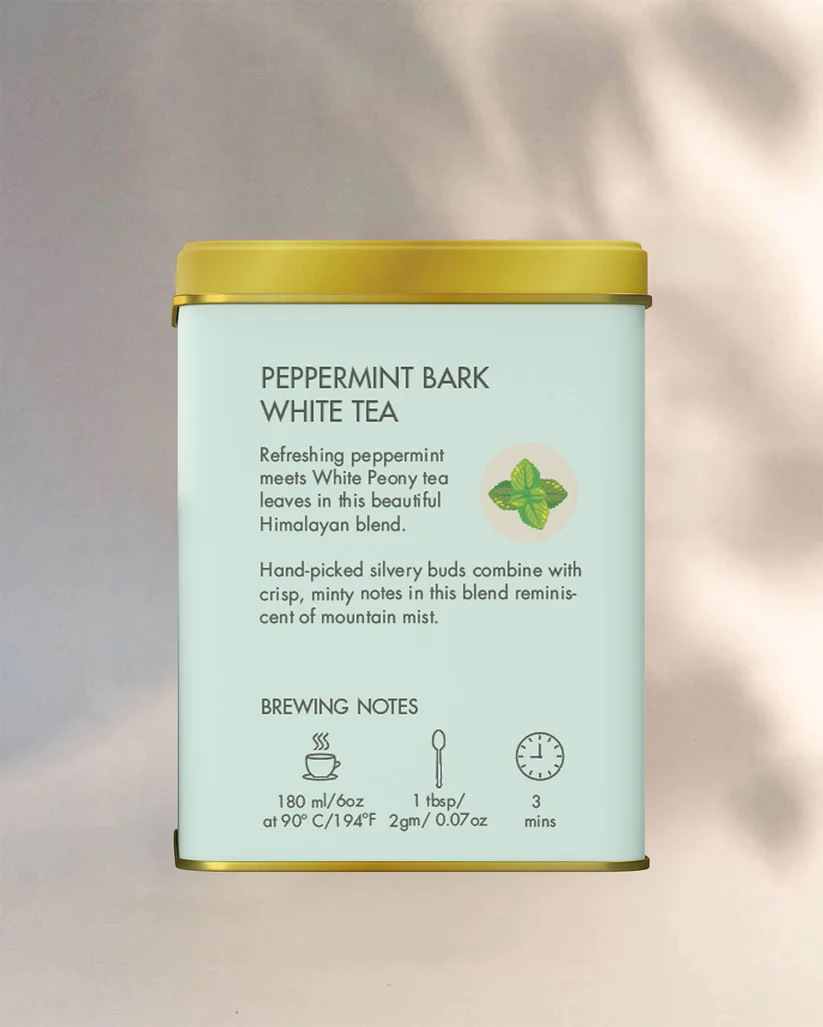 PEPPERMINT BARK
WHITE TEA
Refreshing peppermint
meets White Peony tea
leaves in this beautiful
Himalayan blend.
Hand-picked silvery buds combine with
crisp, minty notes in this blend reminis-
cent of mountain mist.
BREWING NOTES
180 ml/6oz
at 90° C/194°F
1 tbsp/
2gm/ 0.07oz
3
mins